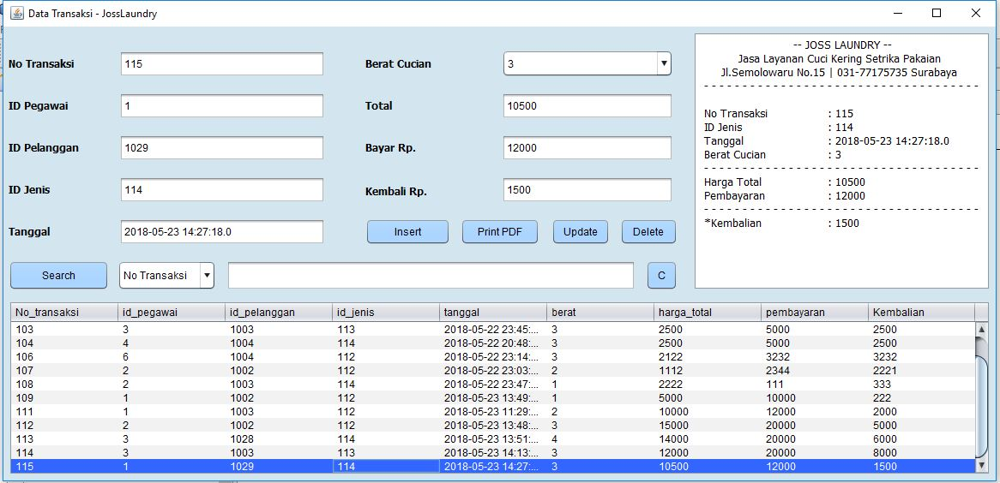 Data Transaksi - JossLaundry
No Transaksi 115 Berat Cucian 3
ID Pegawai 1 Total 10500
ID Pelanggan 1029 Bayar Rp. 12000
ID Jenis 114 Kembali Rp. 1500
Tanggal 2018-05-23 14:27:18.0 Insert Print PDF Update Delete
Search No Transaksi C
-- JOSS LAUNDRY --
Jasa Layanan Cuci Kering Setrika Pakaian
Jl.Semolowaru No.15 | 031-77175735 Surabaya
No Transaksi : 115
ID Jenis : 114
Tanggal : 2018-05-23 14:27:18.0
Berat Cucian : 3
Harga Total : 10500
Pembayaran : 12000
*Kembalian : 1500
No_transaksi id_pegawai id_pelanggan id_jenis tanggal berat harga_total pembayaran Kembalian
103 3 1003 113 2018-05-22 23:45:... 3 2500 5000 2500
104 4 1004 114 2018-05-22 20:48:... 3 2500 5000 2500
106 6 1004 112 2018-05-22 23:14:... 3 2122 3232 3232
107 2 1002 112 2018-05-22 23:03:... 2 1112 2344 2221
108 2 1003 114 2018-05-22 23:47:... 1 2222 111 333
109 1 1002 112 2018-05-23 13:49:... 1 5000 10000 222
111 1 1003 112 2018-05-23 11:29:... 2 10000 12000 2000
112 2 1002 112 2018-05-23 13:48:... 3 15000 20000 5000
113 3 1028 114 2018-05-23 13:51:... 4 14000 20000 6000
114 3 1003 113 2018-05-23 14:13:... 3 12000 20000 8000
115 1 1029 114 2018-05-23 14:27:... 3 10500 12000 1500